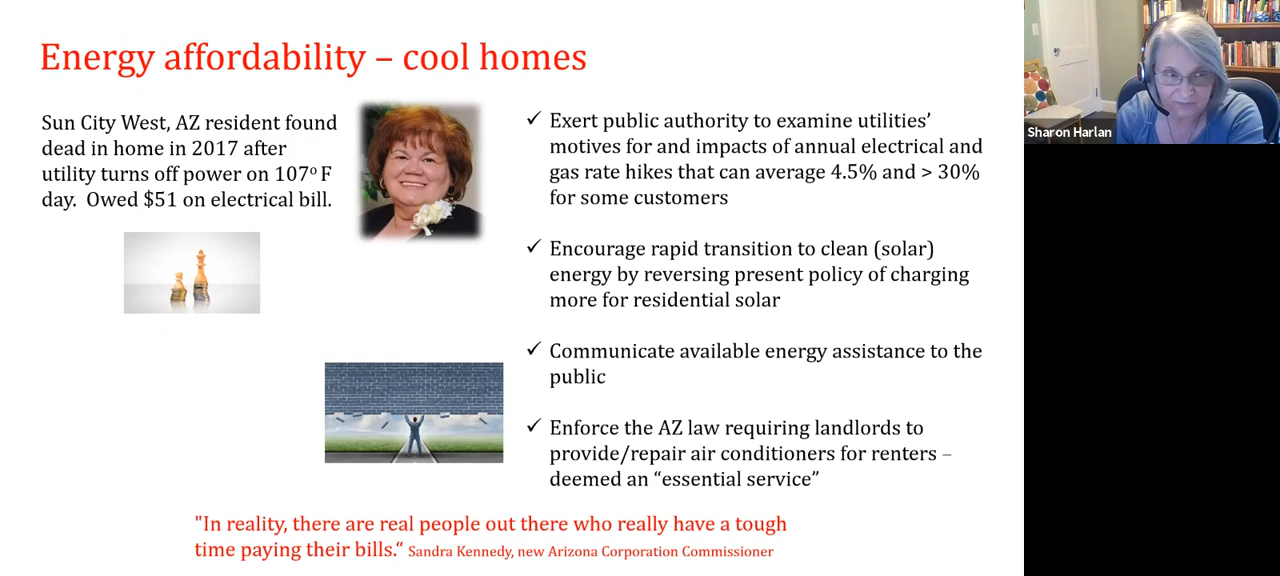 Energy affordability – cool homes
Sun City West, AZ resident found
dead in home in 2017 after
utility turns off power on 107º F
day.  Owed $51 on electrical bill.
✓ Exert public authority to examine utilities’
motives for and impacts of annual electrical and
gas rate hikes that can average 4.5% and > 30%
for some customers
✓ Encourage rapid transition to clean (solar)
energy by reversing present policy of charging
more for residential solar
✓ Communicate available energy assistance to the
public
✓ Enforce the AZ law requiring landlords to
provide/repair air conditioners for renters –
deemed an “essential service”
"In reality, there are real people out there who really have a tough
time paying their bills.“ Sandra Kennedy, new Arizona Corporation Commissioner
Sharon Harlan